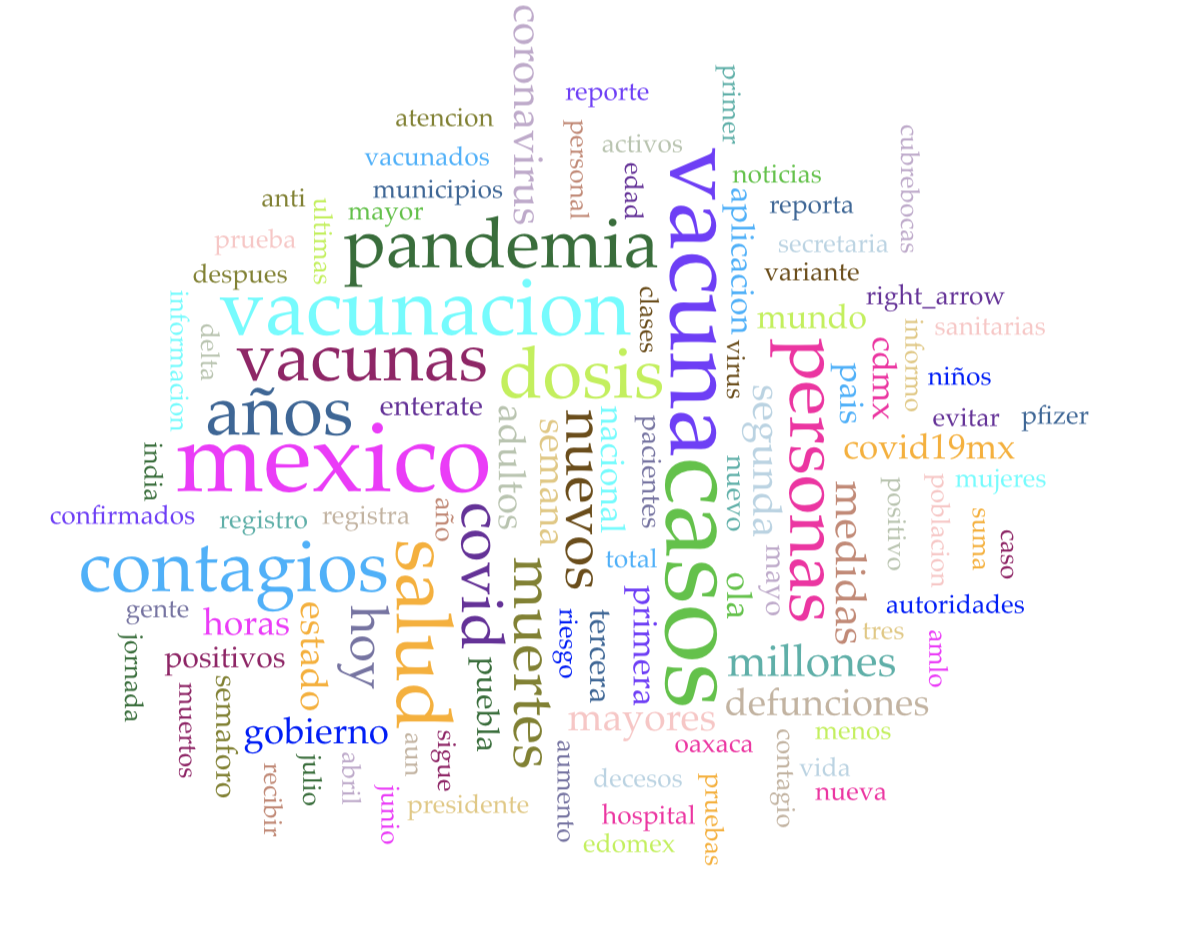 coronavirus
reporte
primer
atencion
personal
activos
cubrebocas
vacunados
edad
vacuna
noticias
municipios
aplicacion
reporta
anti
ultimas
mayor
prueba
pandemia
secretaria
despues
variante
informacion
vacunacion
clases
mundo
right_arrow
delta
vacunas
dosis
virus
personas
cdmx
informo
sanitarias
años
enterate
pais
niños
mexico
adultos
semana
nuevos
nacional
pacientes
segunda
evitar
pfizer
india
casos
nuevo
covid19mx
confirmados
registro
registra
año
covid
medidas
positivo
poblacion
mujeres
contagios
salud
muertes
total
mayo
suma
caso
gente
horas
estado
hoy
riesgo
tercera
primera
ola
autoridades
jornada
positivos
puebla
millones
tres
amlo
muertos
semaforo
gobierno
mayores
defunciones
recibir
julio
abril
junio
aun
sigue
aumento
oaxaca
contagio
menos
presidente
decesos
pruebas
vida
hospital
nueva
edomex